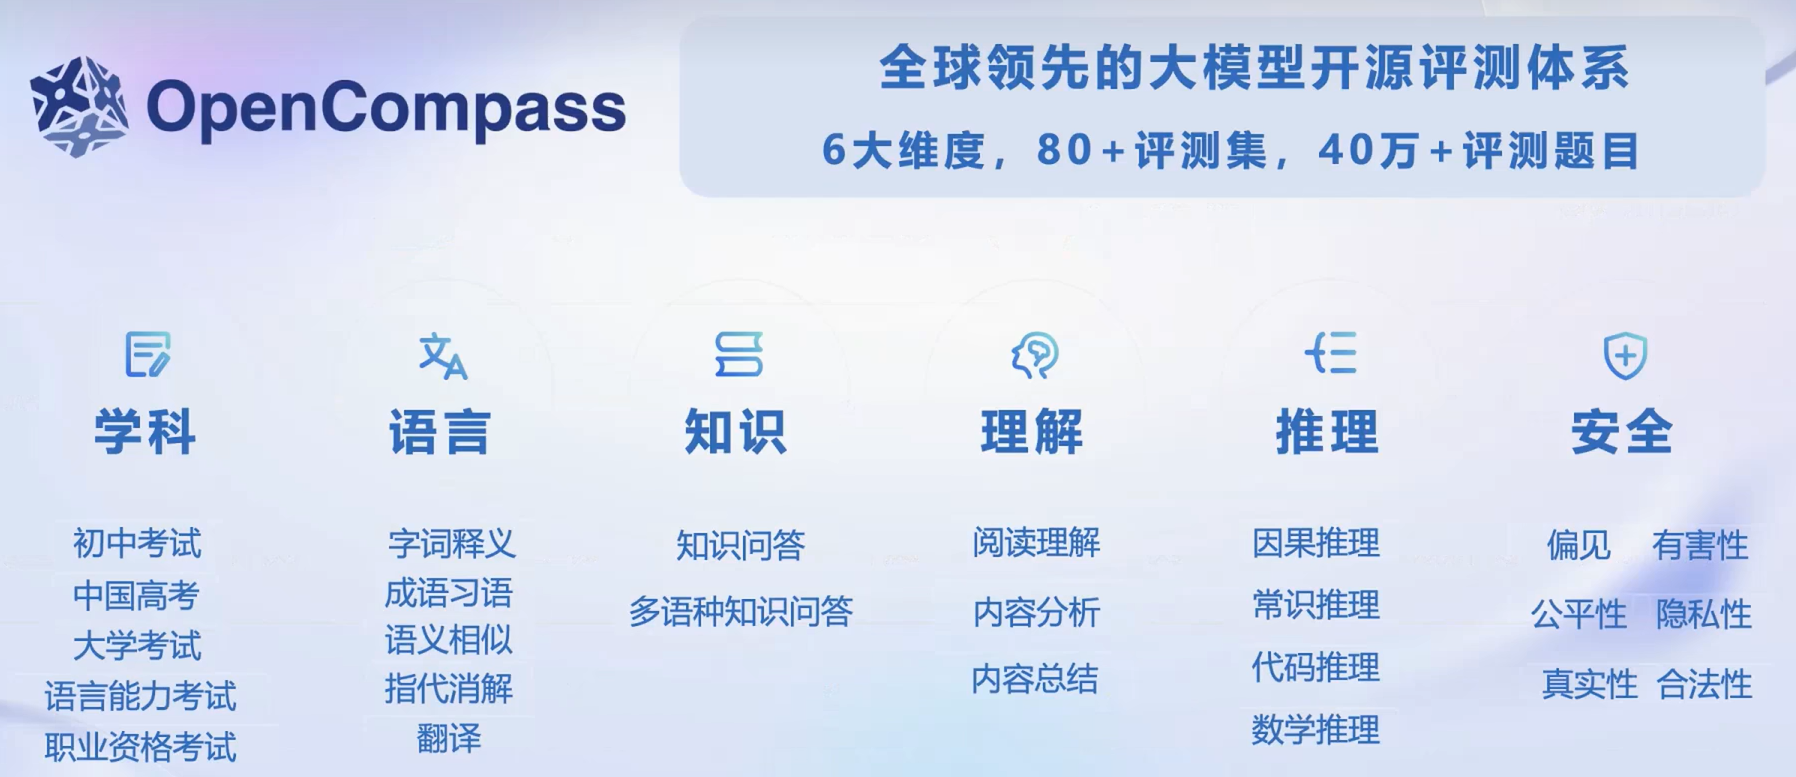 OpenCompass
全球领先的大模型开源评测体系
6大维度，80+评测集，40万+评测题目
学科
初中考试
中国高考
大学考试
语言能力考试
职业资格考试
语言
字词释义
成语习语
语义相似
指代消解
翻译
知识
知识问答
多语种知识问答
理解
阅读理解
内容分析
内容总结
推理
因果推理
常识推理
代码推理
数学推理
安全
偏见 有害性
公平性 隐私性
真实性 合法性